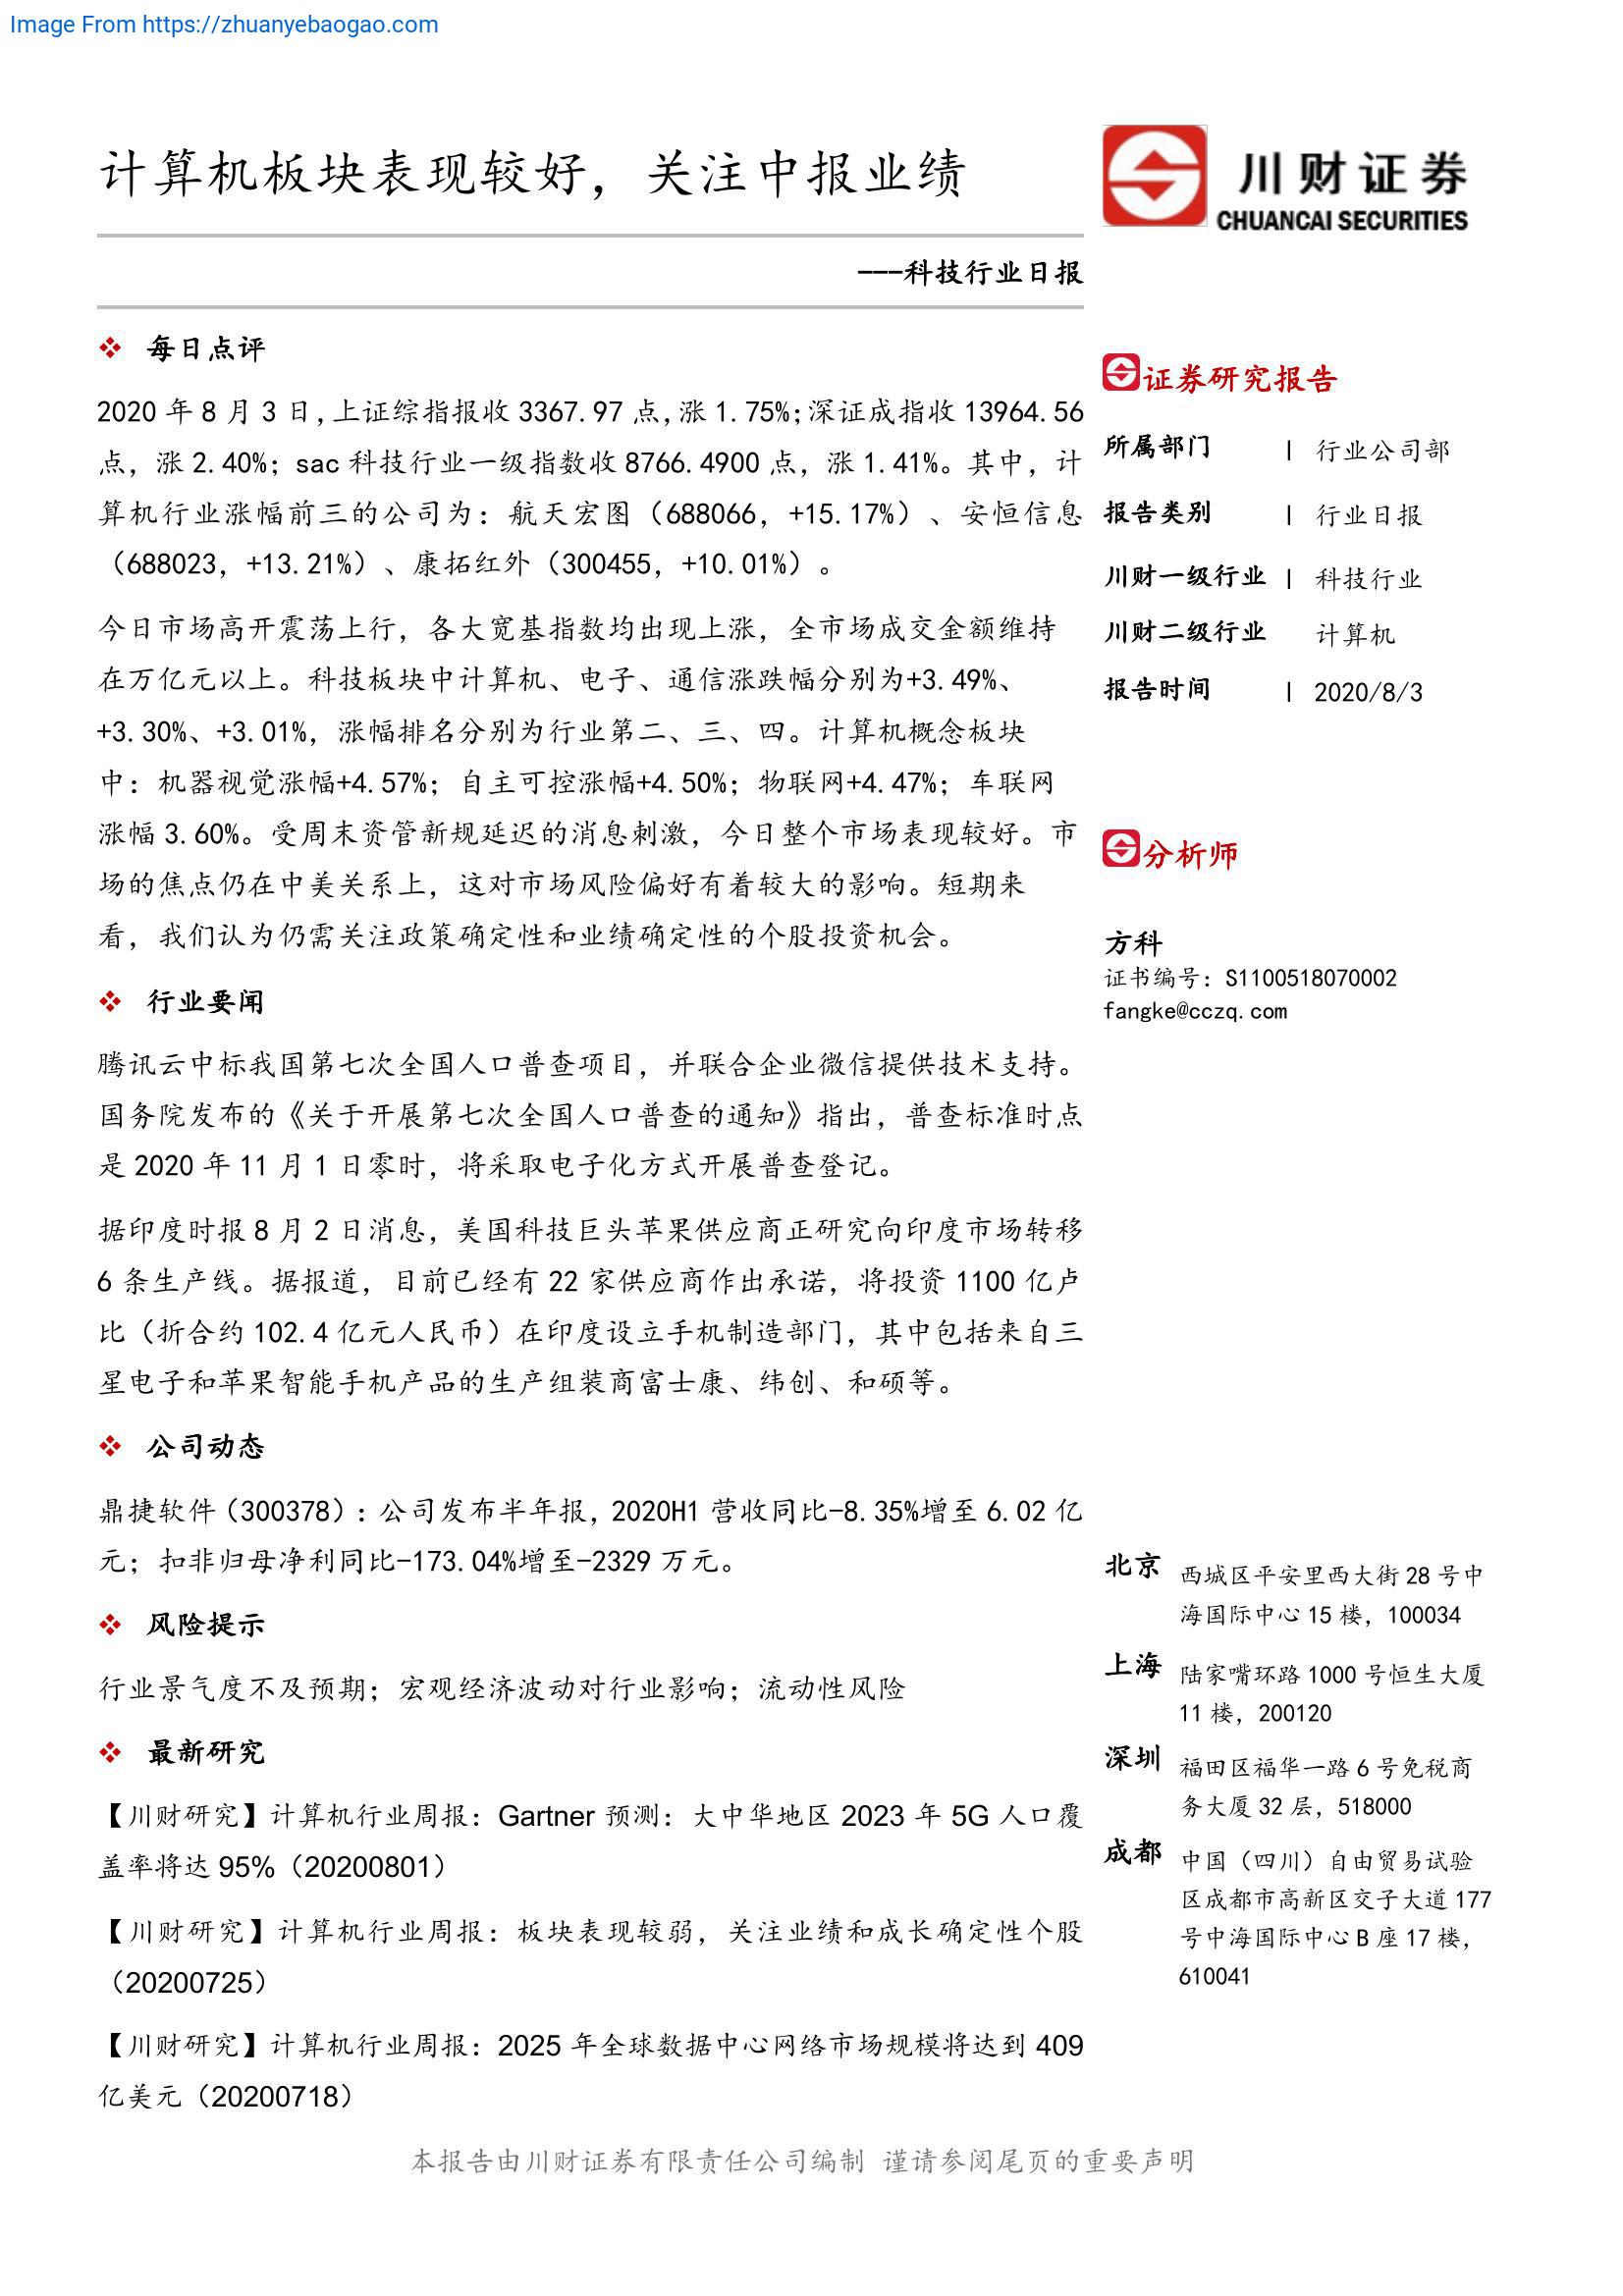 Image From https://zhuanyebaogao.com
计算机板块表现较好，关注中报业绩
川财证券
CHUANCAI SECURITIES
---科技行业日报
❖ 每日点评
2020 年 8 月 3 日，上证综指报收 3367.97 点，涨 1.75%；深证成指收 13964.56
点，涨 2.40%；sac 科技行业一级指数收 8766.4900 点，涨 1.41%。其中，计
算机行业涨幅前三的公司为：航天宏图（688066，+15.17%）、安恒信息
（688023，+13.21%）、康拓红外（300455，+10.01%）。
今日市场高开震荡上行，各大宽基指数均出现上涨，全市场成交金额维持
在万亿元以上。科技板块中计算机、电子、通信涨跌幅分别为+3.49%、
+3.30%、+3.01%，涨幅排名分别为行业第二、三、四。计算机概念板块
中：机器视觉涨幅+4.57%；自主可控涨幅+4.50%；物联网+4.47%；车联网
涨幅 3.60%。受周末资管新规延迟的消息刺激，今日整个市场表现较好。市
场的焦点仍在中美关系上，这对市场风险偏好有着较大的影响。短期来
看，我们认为仍需关注政策确定性和业绩确定性的个股投资机会。
❖ 行业要闻
腾讯云中标我国第七次全国人口普查项目，并联合企业微信提供技术支持。
国务院发布的《关于开展第七次全国人口普查的通知》指出，普查标准时点
是 2020 年 11 月 1 日零时，将采取电子化方式开展普查登记。
据印度时报 8 月 2 日消息，美国科技巨头苹果供应商正研究向印度市场转移
6 条生产线。据报道，目前已经有 22 家供应商作出承诺，将投资 1100 亿卢
比（折合约 102.4 亿元人民币）在印度设立手机制造部门，其中包括来自三
星电子和苹果智能手机产品的生产组装商富士康、纬创、和硕等。
❖ 公司动态
鼎捷软件（300378）：公司发布半年报，2020H1 营收同比-8.35%增至 6.02 亿
元；扣非归母净利同比-173.04%增至-2329 万元。
❖ 风险提示
行业景气度不及预期；宏观经济波动对行业影响；流动性风险
❖ 最新研究
【川财研究】计算机行业周报：Gartner 预测：大中华地区 2023 年 5G 人口覆
盖率将达 95%（20200801）
【川财研究】计算机行业周报：板块表现较弱，关注业绩和成长确定性个股
（20200725）
【川财研究】计算机行业周报：2025 年全球数据中心网络市场规模将达到 409
亿美元（20200718）
证券研究报告
所属部门 | 行业公司部
报告类别 | 行业日报
川财一级行业 | 科技行业
川财二级行业 计算机
报告时间 | 2020/8/3
分析师
方科
证书编号：S1100518070002
fangke@cczq.com
北京 西城区平安里西大街 28 号中
海国际中心 15 楼，100034
上海 陆家嘴环路 1000 号恒生大厦
11 楼，200120
深圳 福田区福华一路 6 号免税商
务大厦 32 层，518000
成都 中国（四川）自由贸易试验
区成都市高新区交子大道 177
号中海国际中心 B 座 17 楼，
610041
本报告由川财证券有限责任公司编制 谨请参阅尾页的重要声明